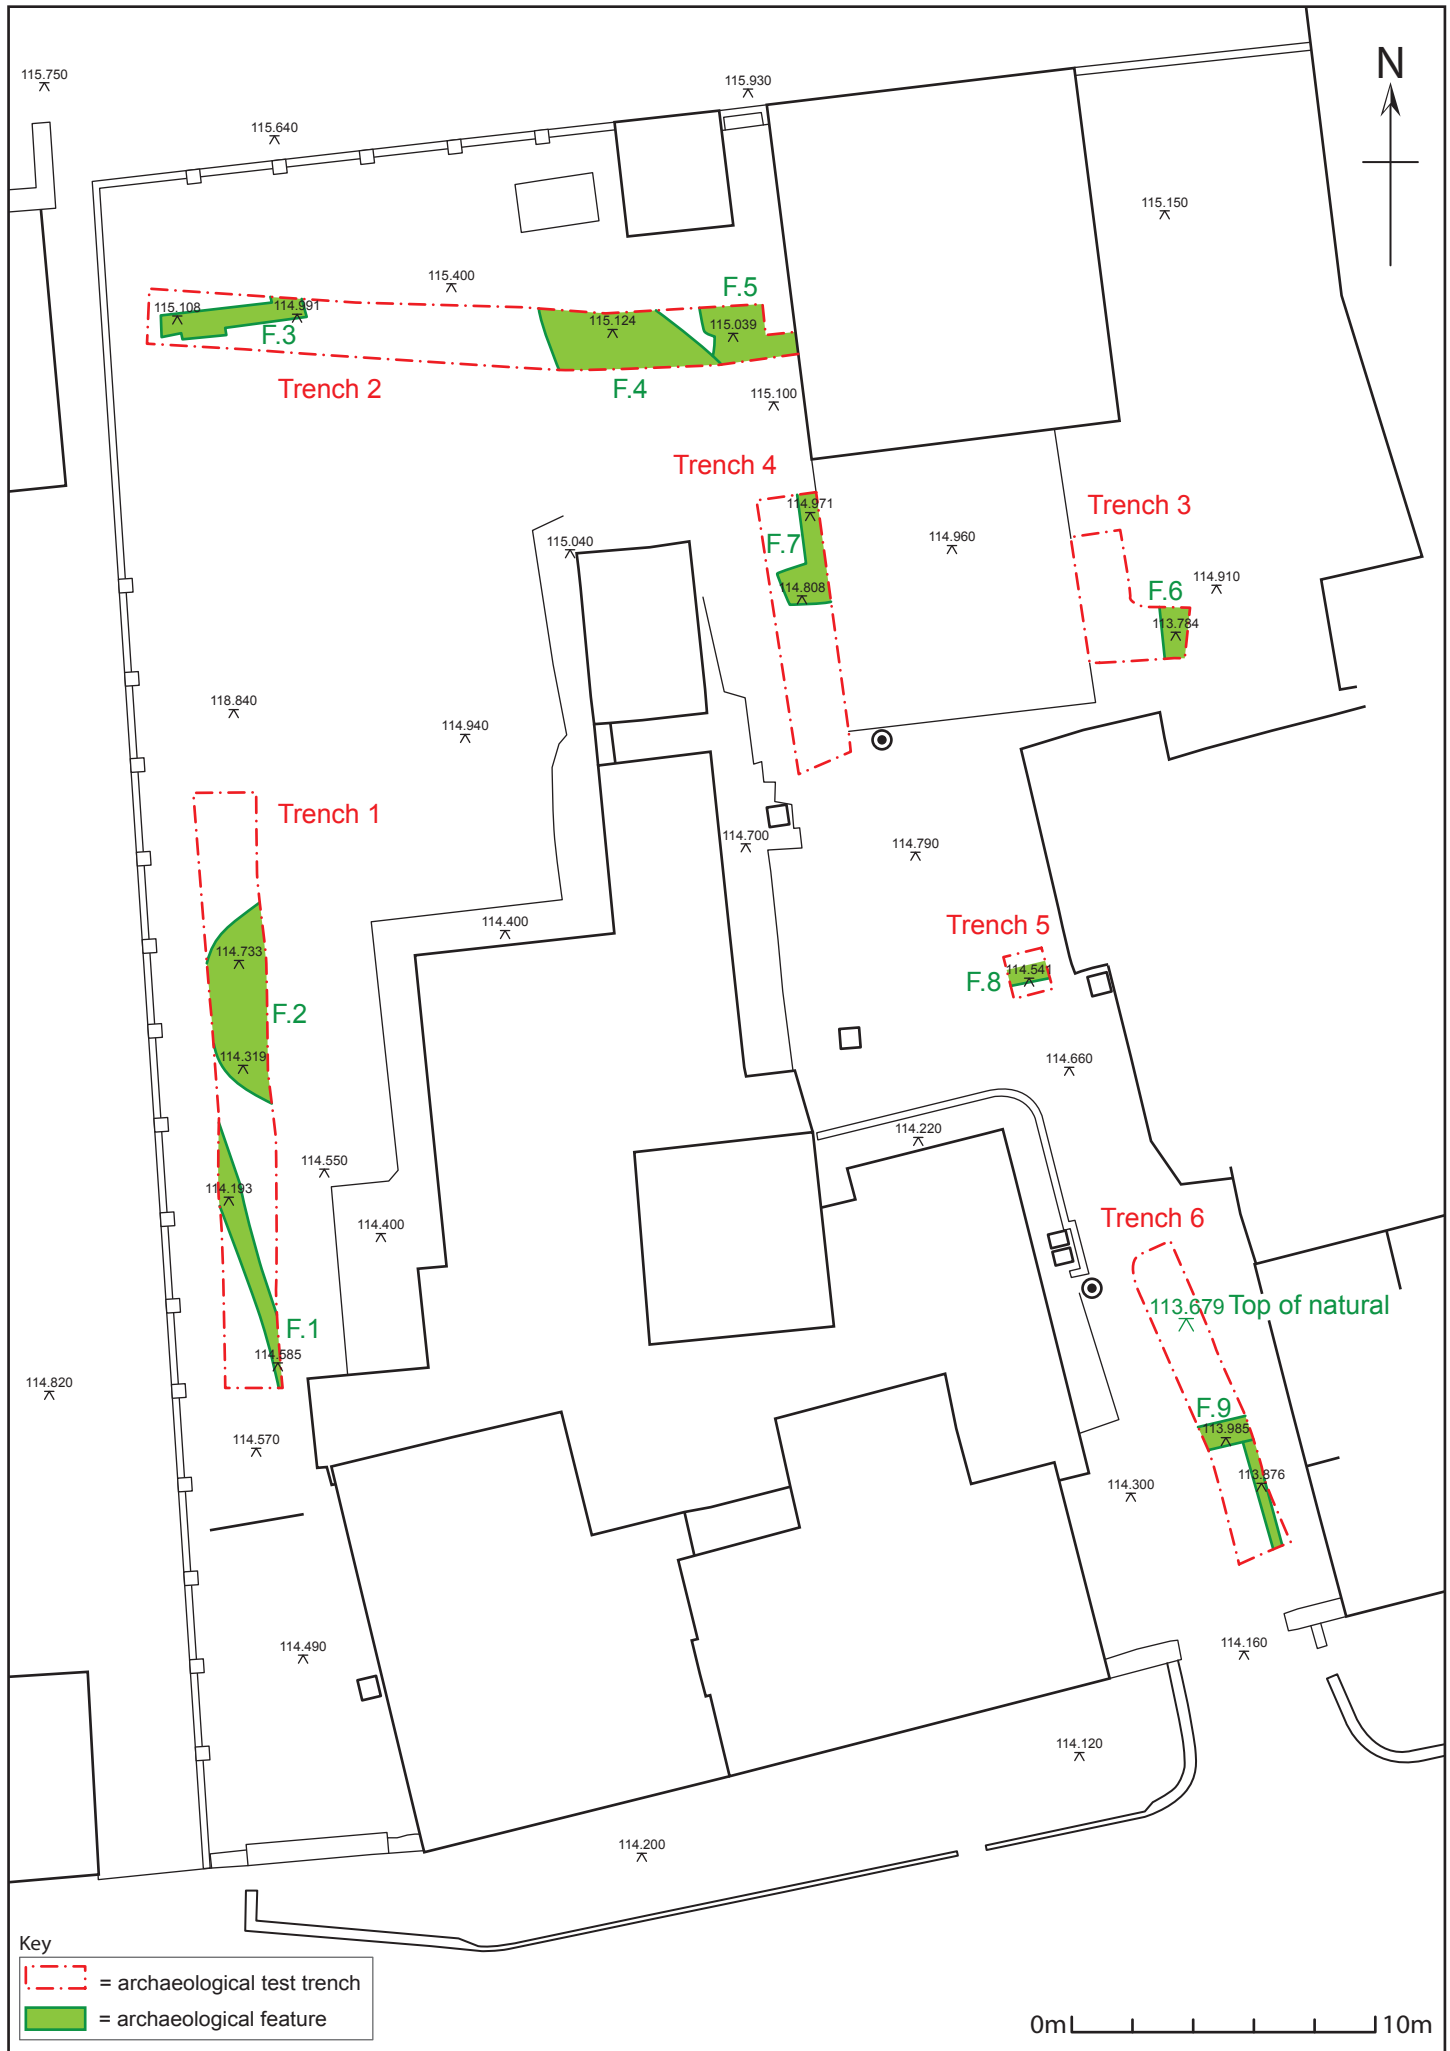 115.750
115.930
N
115.640
115.150
115.400
F.5
115.108
114.991
115.124
115.039
F.3
Trench 2
F.4
115.100
Trench 4
114.971
Trench 3
F.7
115.040
114.960
114.808
114.910
F.6
113.784
118.840
114.940
Trench 1
114.700
114.790
114.400
Trench 5
114.733
F.8
114.541
F.2
114.319
114.660
114.220
114.550
114.193
114.400
Trench 6
113.679 Top of natural
F.1
114.585
114.820
F.9
113.985
114.570
113.876
114.300
114.490
114.160
114.120
114.200
Key
= archaeological test trench
= archaeological feature
0m 10m